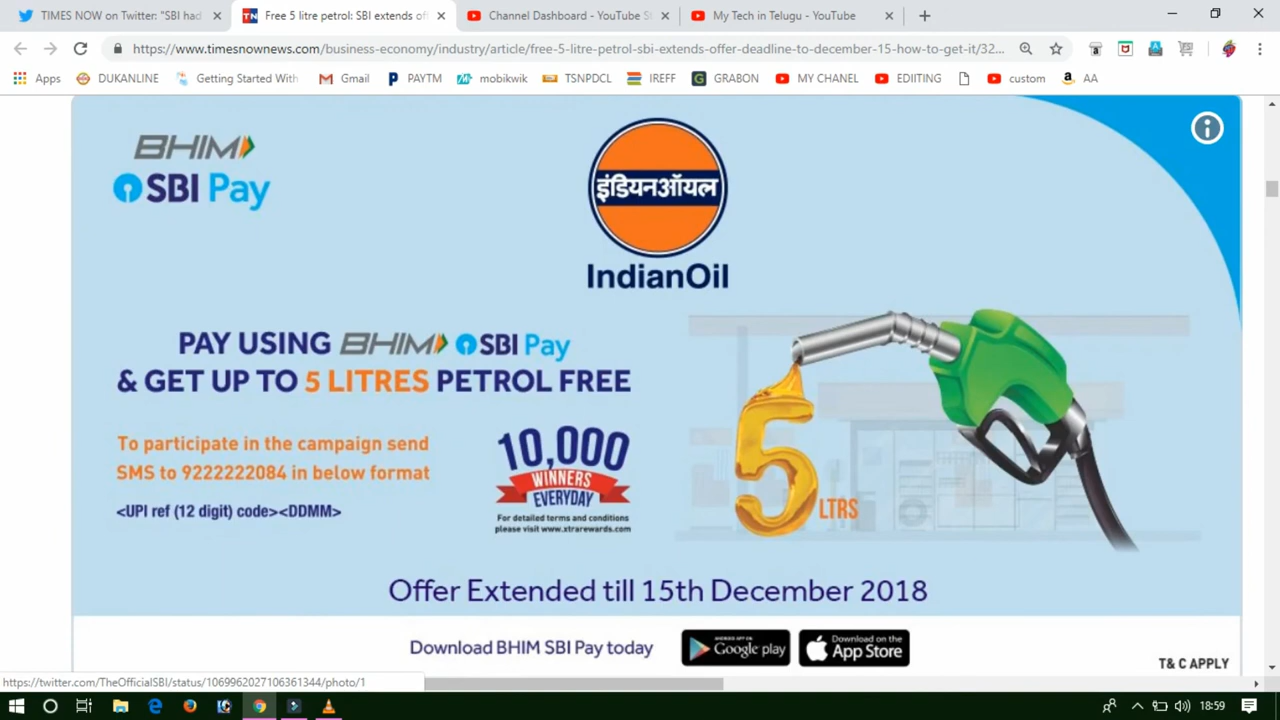 TIMES NOW on Twitter: "SBI had
Free 5 litre petrol: SBI extends off
Channel Dashboard - YouTube St
My Tech in Telugu - YouTube
https://www.timesnownews.com/business-economy/industry/article/free-5-litre-petrol-sbi-extends-offer-deadline-to-december-15-how-to-get-it/32...
Apps DUKANLINE Getting Started With Gmail PAYTM mobikwik TSNPDCL IREFF GRABON MY CHANEL EDIITING custom AA
BHIM
SBI Pay
इंडियनऑयल
IndianOil
PAY USING BHIM SBI Pay
& GET UP TO 5 LITRES PETROL FREE
To participate in the campaign send
SMS to 9222222084 in below format
<UPI ref (12 digit) code><DDMM>
10,000
WINNERS
EVERYDAY
For detailed terms and conditions
please visit www.xtrarewards.com
5 LTRS
Offer Extended till 15th December 2018
Download BHIM SBI Pay today
ANDROID APP ON
Google play
Download on the
App Store
T& C APPLY
https://twitter.com/TheOfficialSBI/status/1069962027106361344/photo/1
18:59